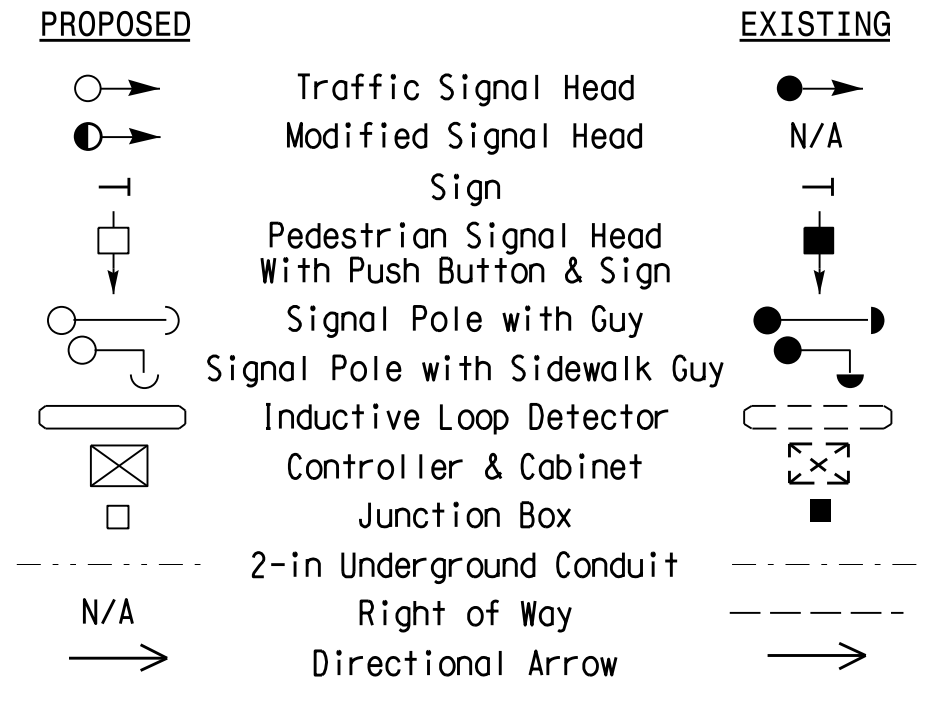 PROPOSED EXISTING
Traffic Signal Head
Modified Signal Head N/A
Sign
Pedestrian Signal Head
With Push Button & Sign
Signal Pole with Guy
Signal Pole with Sidewalk Guy
Inductive Loop Detector
Controller & Cabinet
Junction Box
2-in Underground Conduit
N/A Right of Way
Directional Arrow